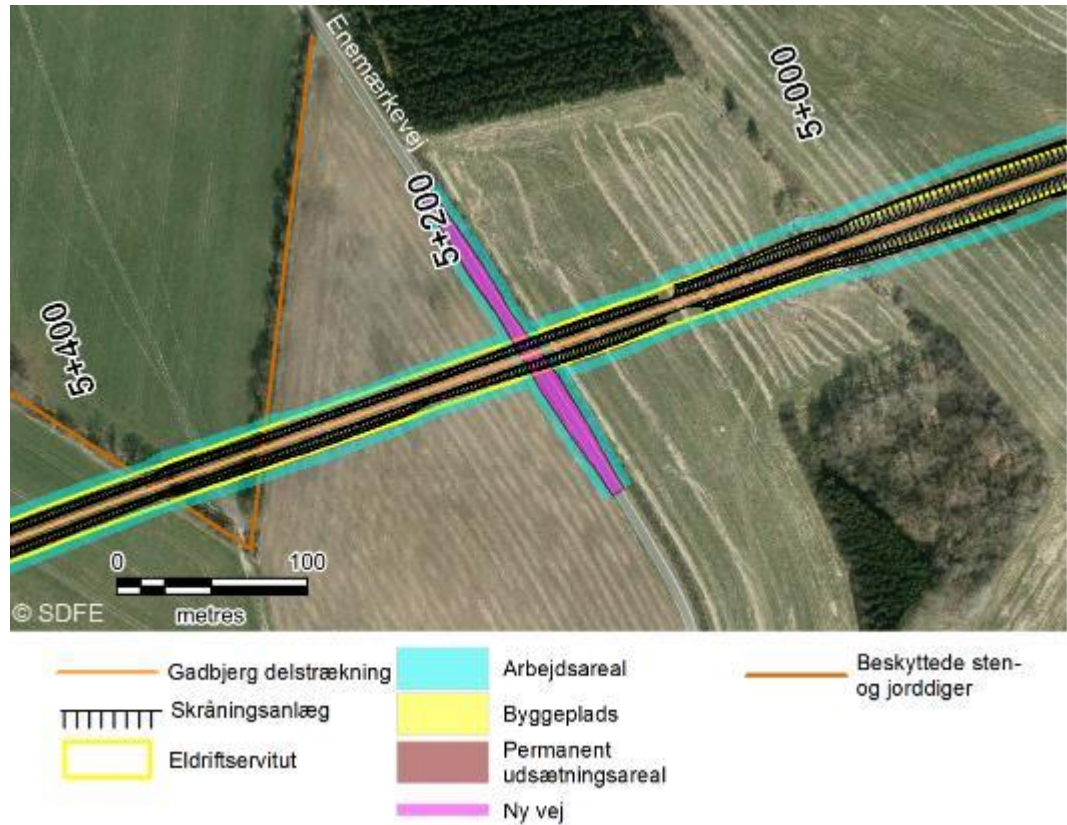 Enemærkevej
5+000
5+200
5+400
0 100
metres
© SDFE
Gadbjerg delstrækning
Skråningsanlæg
Eldriftservitut
Arbejdsareal
Byggeplads
Permanent
udsætningsareal
Ny vej
Beskyttede sten-
og jorddiger